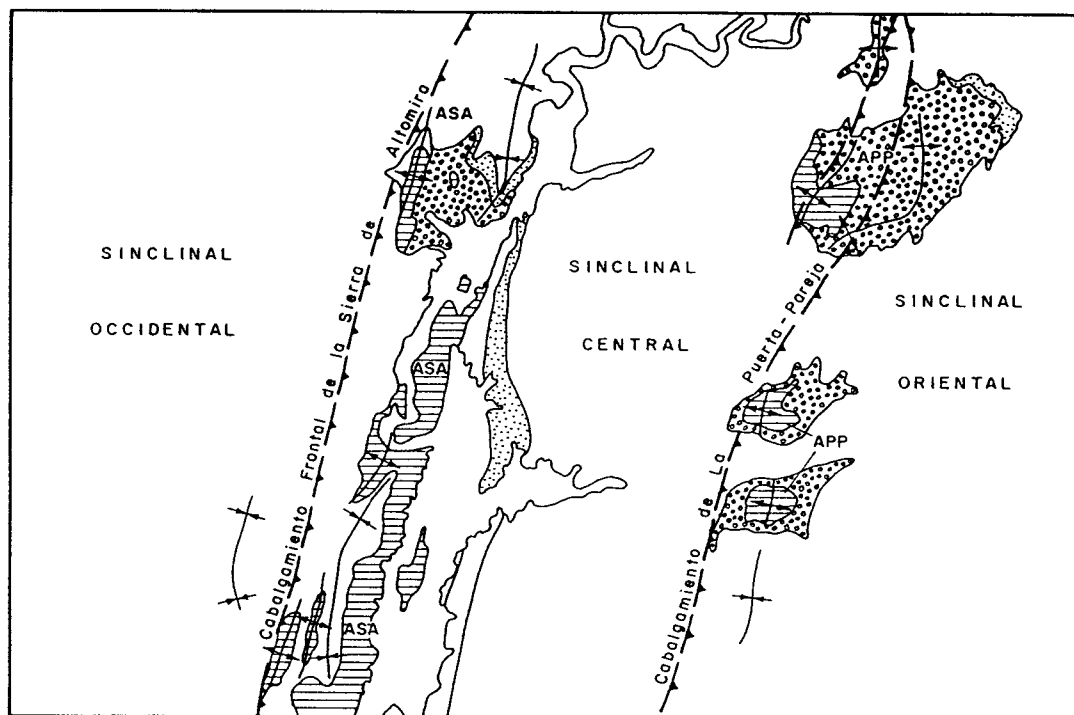 Cabalgamiento Frontal de la Sierra de Altomira
ASA
APP
SINCLINAL
OCCIDENTAL
SINCLINAL
CENTRAL
SINCLINAL
ORIENTAL
ASA
APP
ASA
Cabalgamiento de La Puerta-Pareja